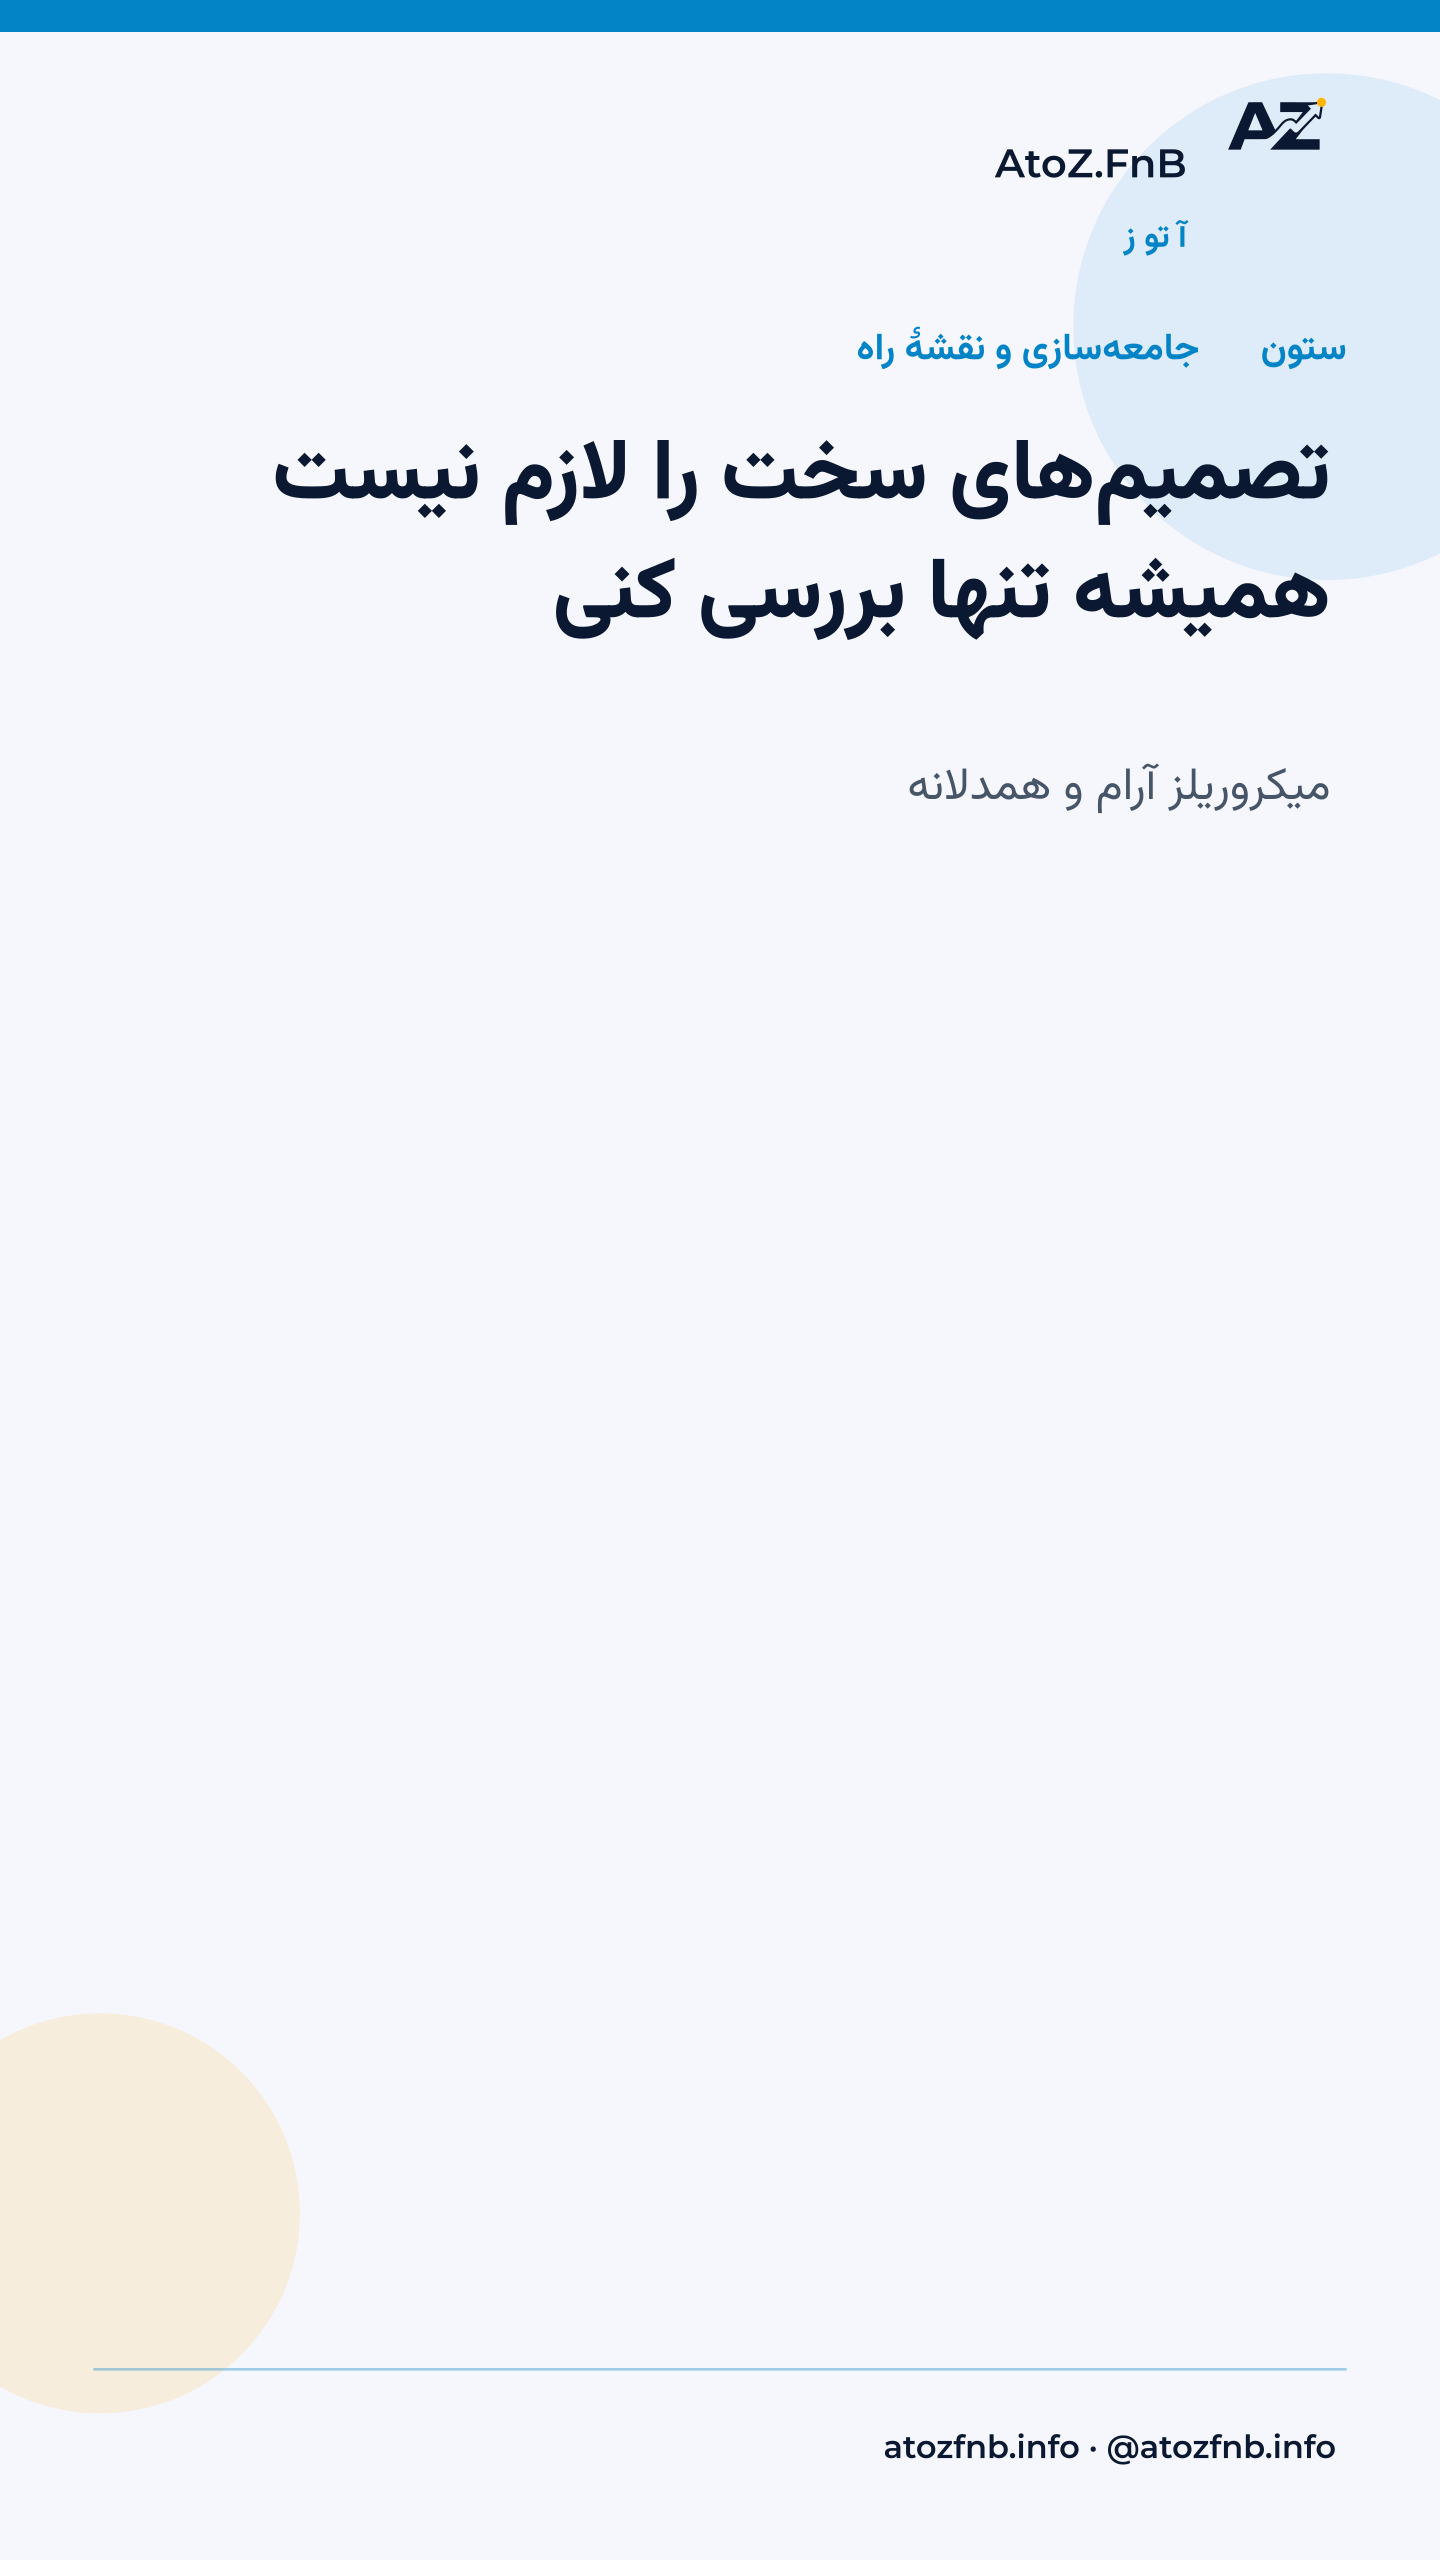 AZ
AtoZ.FnB
آ تو ز
ستون جامعه‌سازی و نقشهٔ راه
تصمیم‌های سخت را لازم نیست
همیشه تنها بررسی کنی
میکروریلز آرام و همدلانه
atozfnb.info · @atozfnb.info